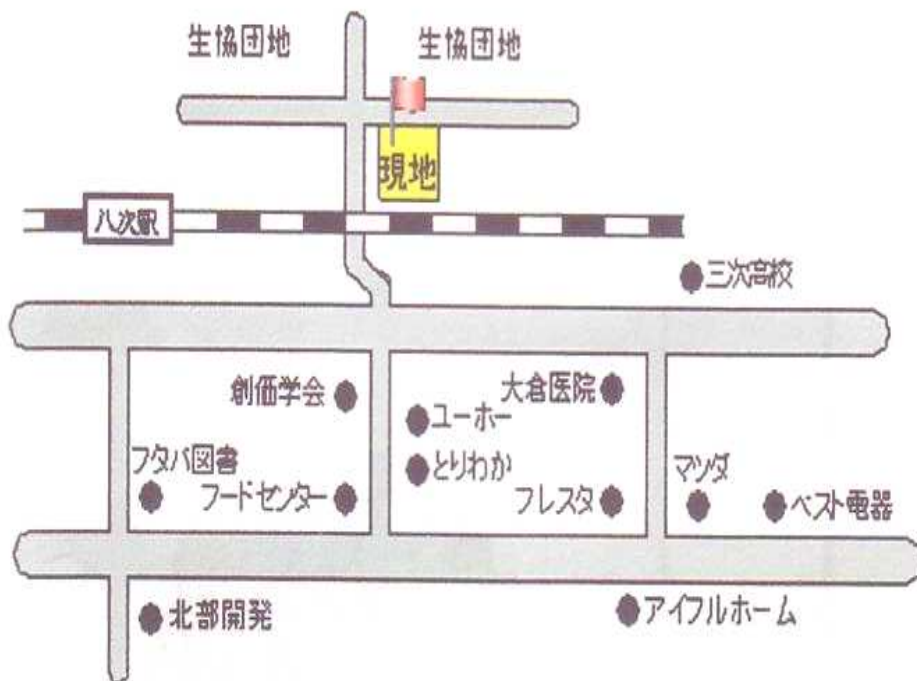 生協団地
生協団地
現地
八次駅
三次高校
創価学会
大倉医院
ユーホー
フタバ図書
とりわか
マツダ
フードセンター
フレスタ
ベスト電器
北部開発
アイフルホーム